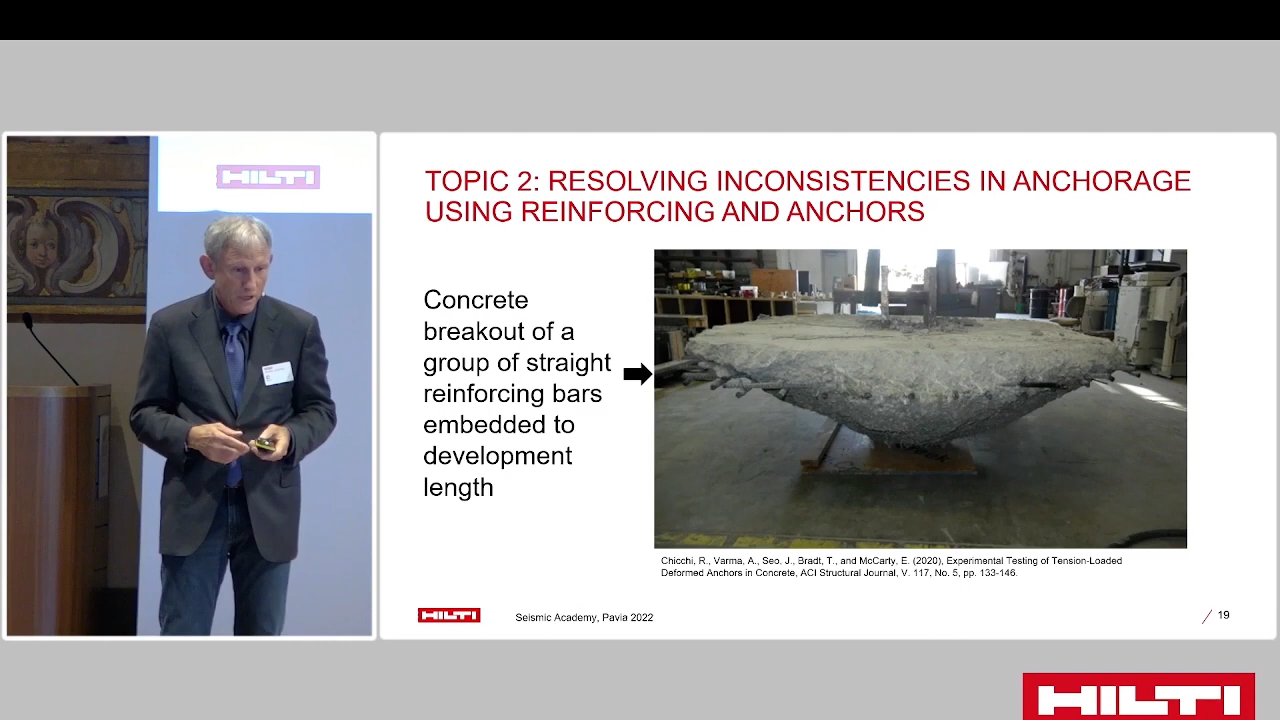 HILTI
TOPIC 2: RESOLVING INCONSISTENCIES IN ANCHORAGE
USING REINFORCING AND ANCHORS
Concrete
breakout of a
group of straight
reinforcing bars
embedded to
development
length
Chicchi, R., Varma, A., Seo, J., Bradt, T., and McCarty, E. (2020), Experimental Testing of Tension-Loaded
Deformed Anchors in Concrete, ACI Structural Journal, V. 117, No. 5, pp. 133-146.
HILTI
Seismic Academy, Pavia 2022
19
HILTI